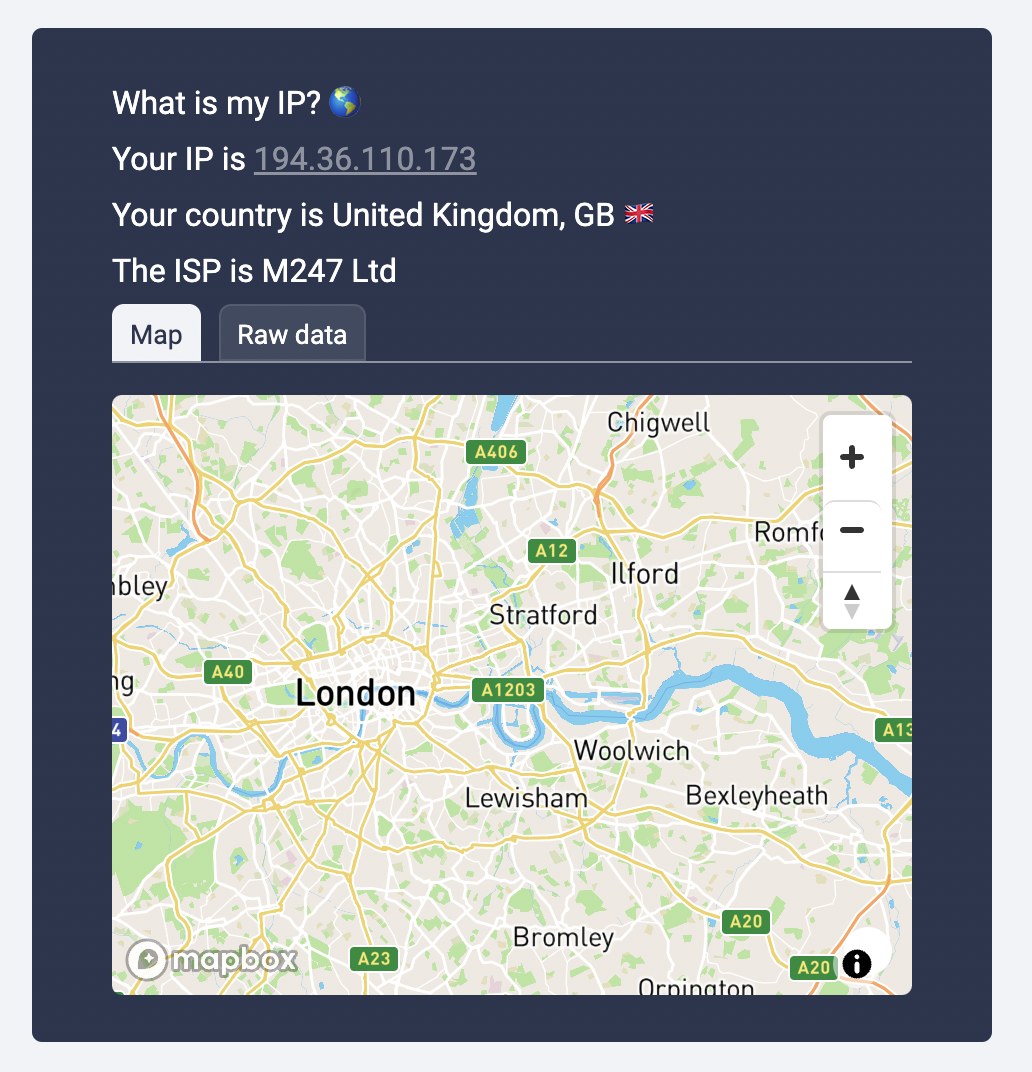 What is my IP? 🌎
Your IP is 194.36.110.173
Your country is United Kingdom, GB 🇬🇧
The ISP is M247 Ltd
Map
Raw data
Chigwell
A406
Romfo
A12
Ilford
nbley
Stratford
A40
ng
London
A1203
4
A13
Woolwich
Lewisham
Bexleyheath
A20
Bromley
mapbox
A23
A20
Orpington